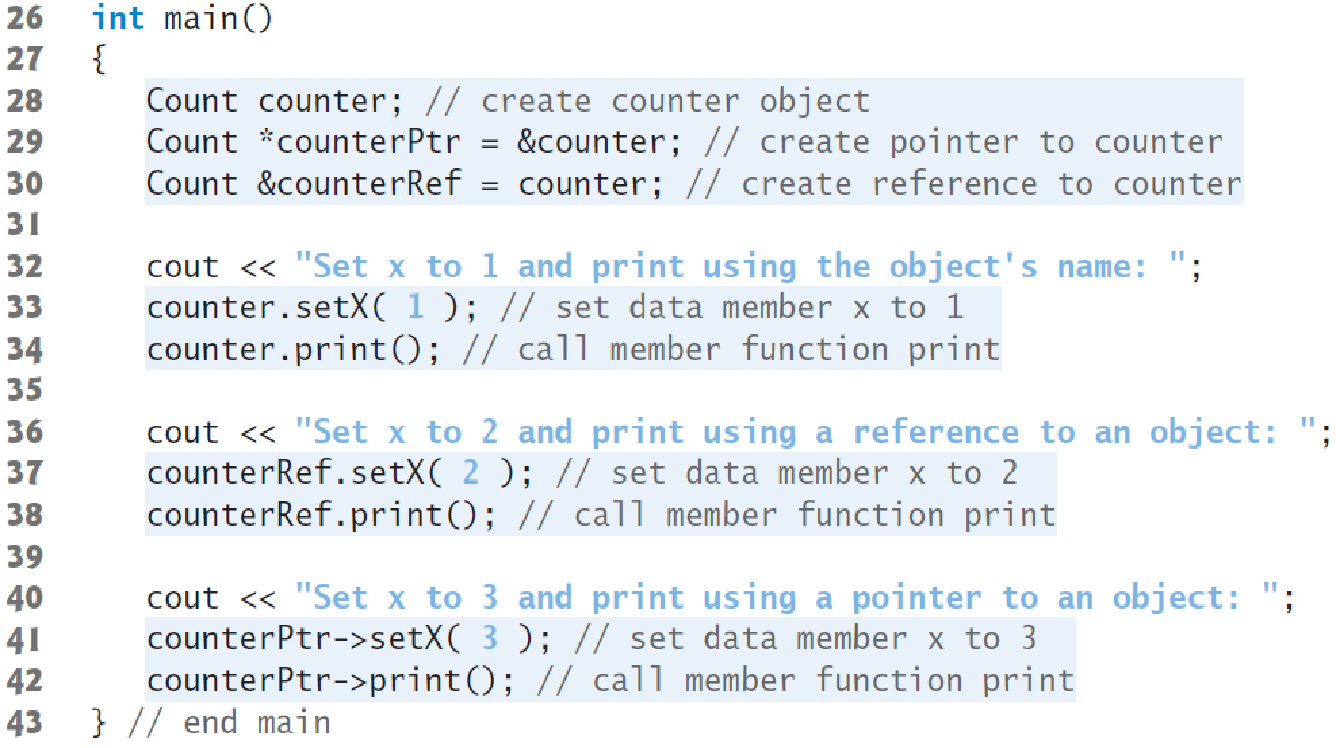 26 int main()
27 {
28 Count counter; // create counter object
29 Count *counterPtr = &counter; // create pointer to counter
30 Count &counterRef = counter; // create reference to counter
31
32 cout << "Set x to 1 and print using the object's name: ";
33 counter.setX( 1 ); // set data member x to 1
34 counter.print(); // call member function print
35
36 cout << "Set x to 2 and print using a reference to an object: ";
37 counterRef.setX( 2 ); // set data member x to 2
38 counterRef.print(); // call member function print
39
40 cout << "Set x to 3 and print using a pointer to an object: ";
41 counterPtr->setX( 3 ); // set data member x to 3
42 counterPtr->print(); // call member function print
43 } // end main